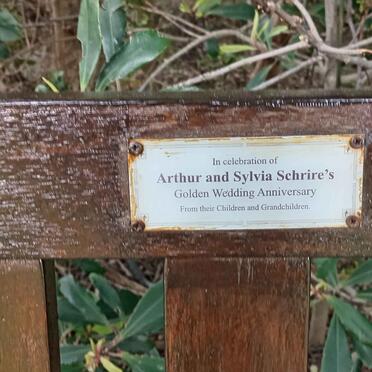 In celebration of
Arthur and Sylvia Schrire's
Golden Wedding Anniversary
From their Children and Grandchildren.